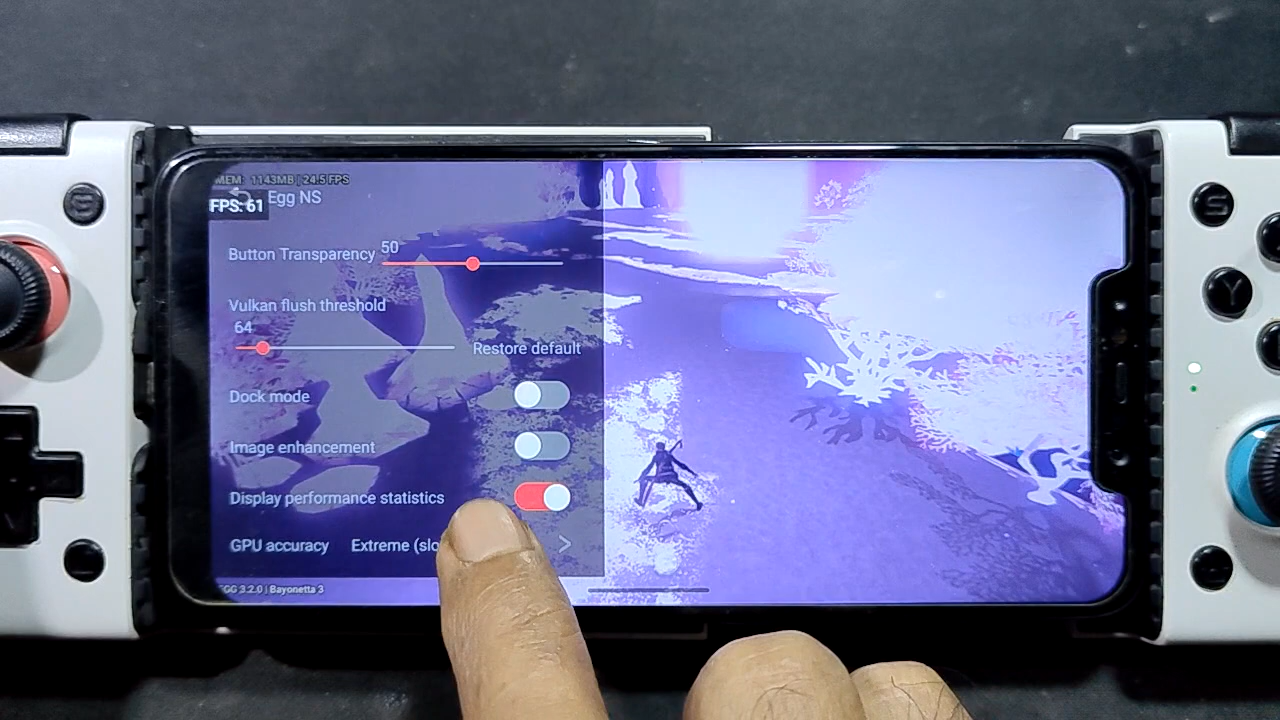 MEM: 1143MB | 24.5 FPS
FPS: 61
Egg NS
Button Transparency 50
Vulkan flush threshold
64
Restore default
Dock mode
Image enhancement
Display performance statistics
GPU accuracy Extreme (slo
EGG 3.2.0 | Bayonetta 3
S
Y